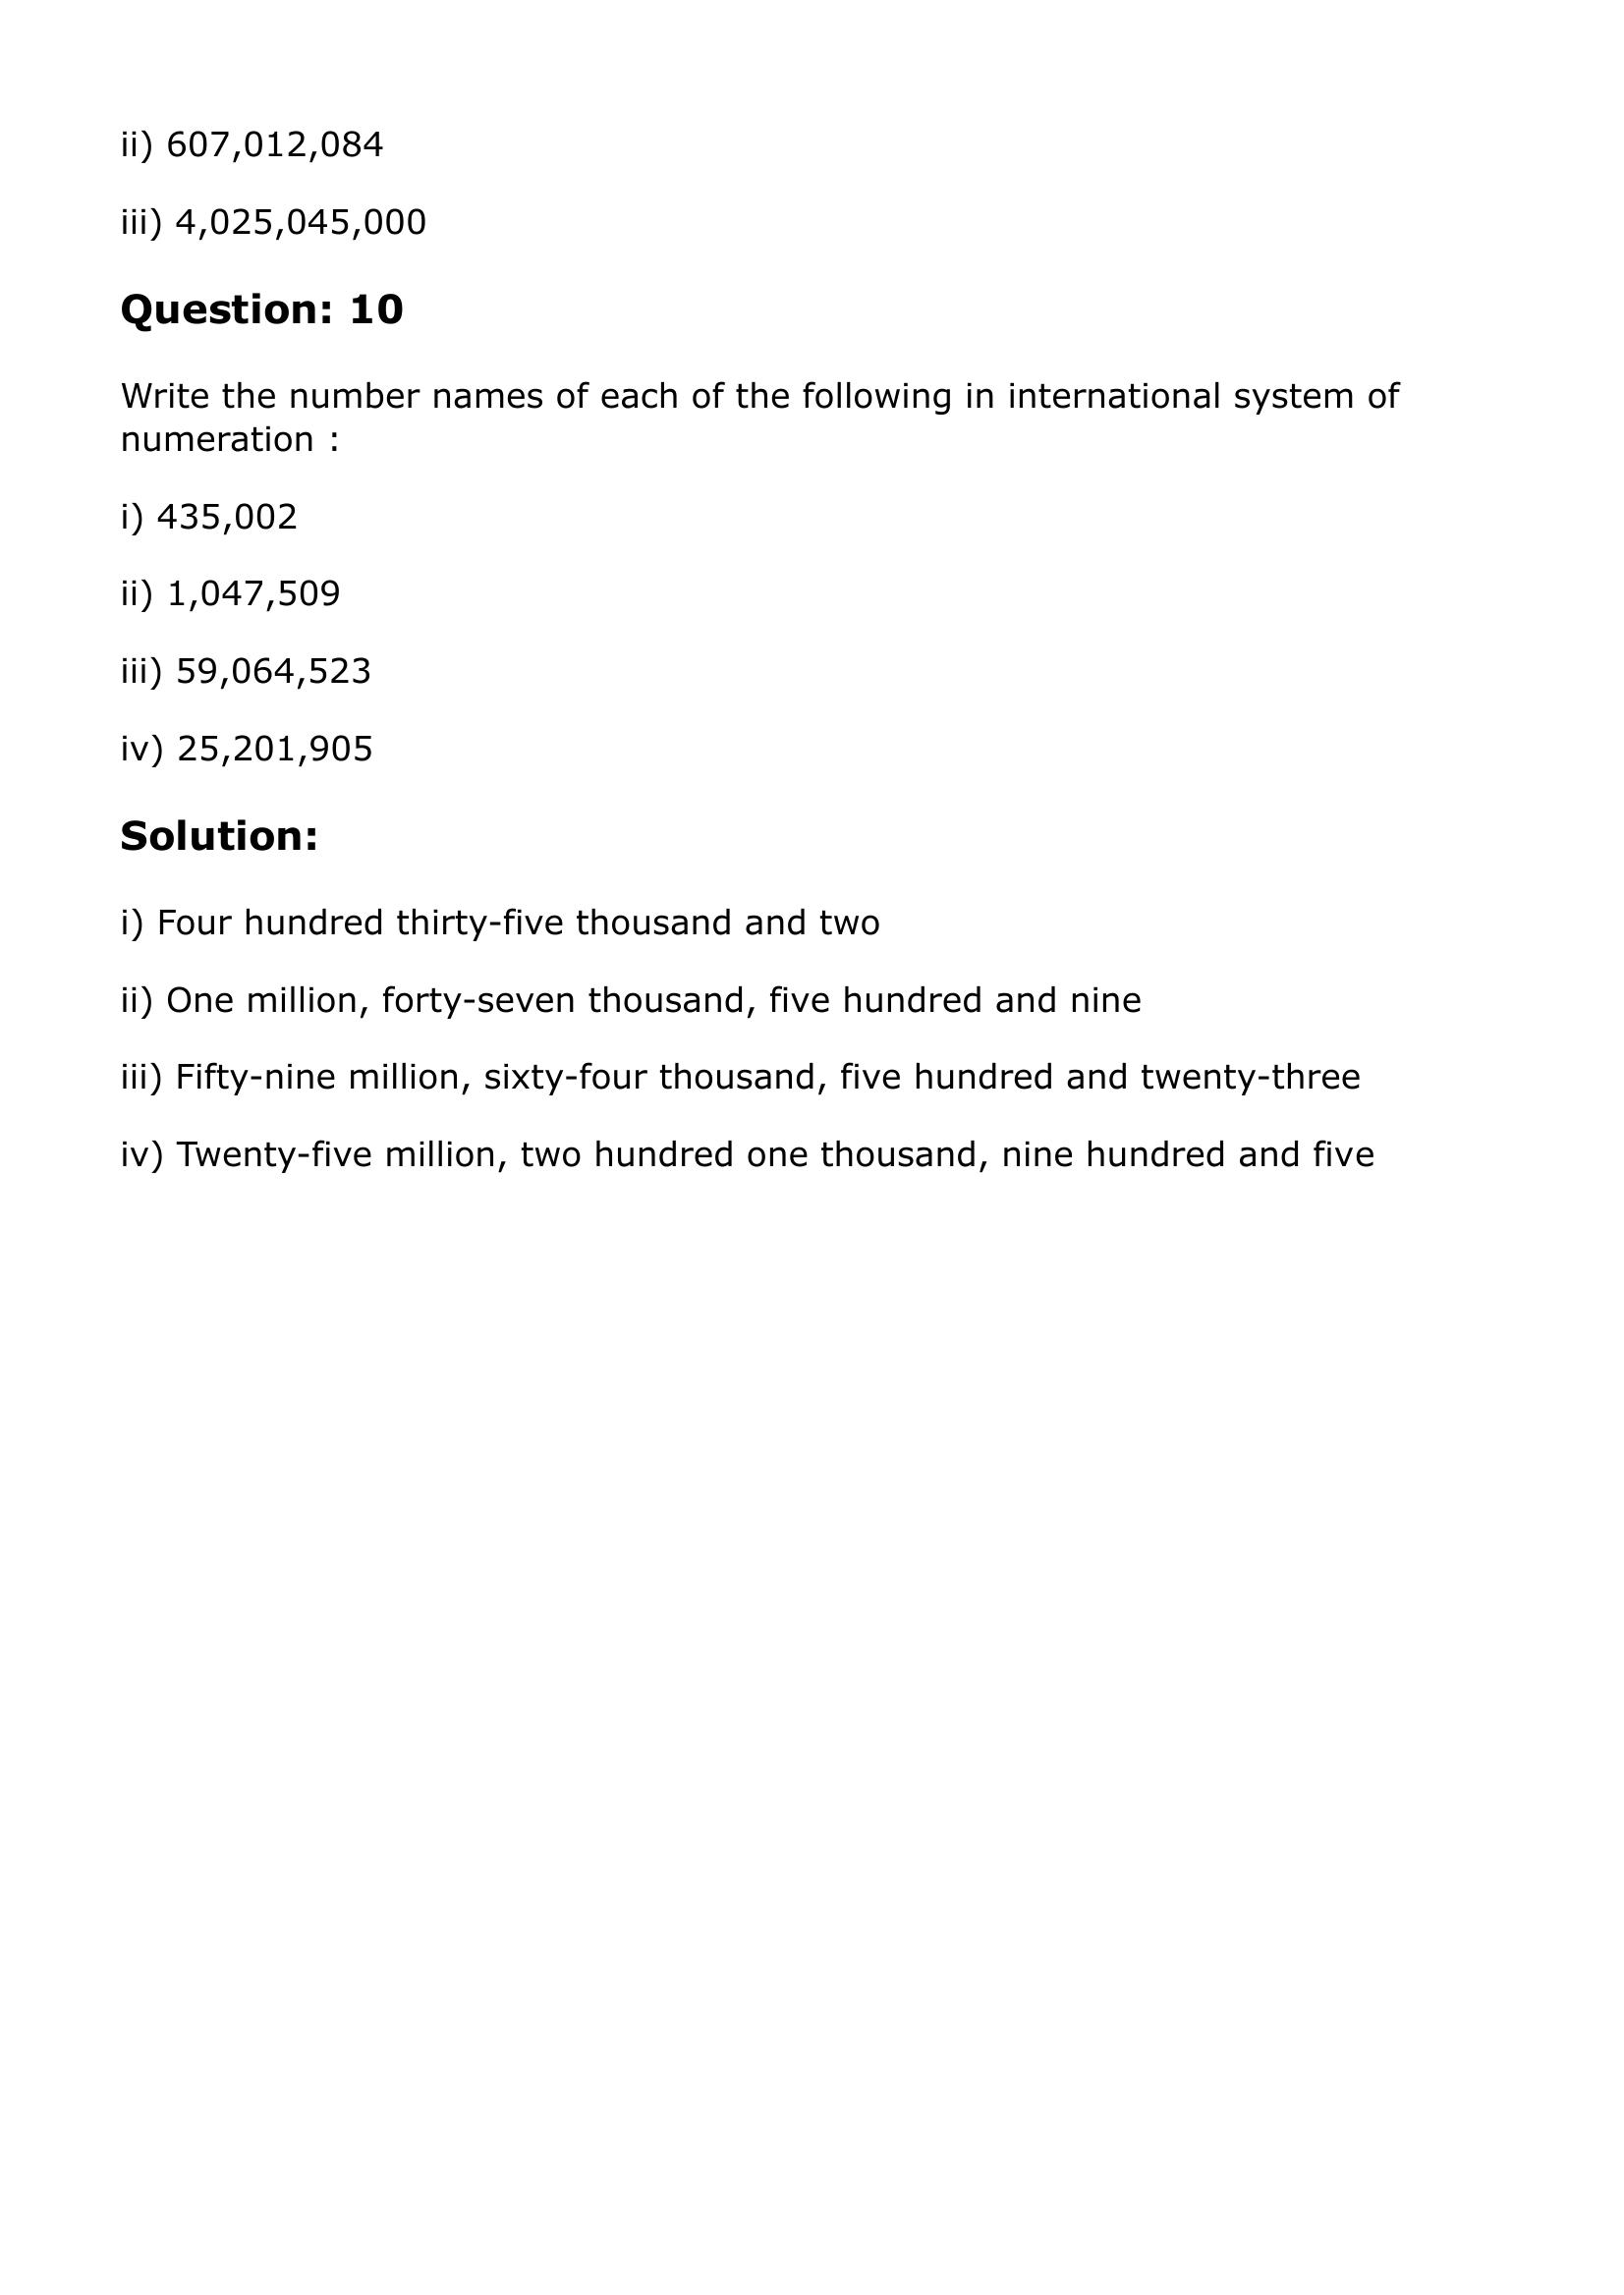 ii) 607,012,084
iii) 4,025,045,000
Question: 10
Write the number names of each of the following in international system of
numeration :
i) 435,002
ii) 1,047,509
iii) 59,064,523
iv) 25,201,905
Solution:
i) Four hundred thirty-five thousand and two
ii) One million, forty-seven thousand, five hundred and nine
iii) Fifty-nine million, sixty-four thousand, five hundred and twenty-three
iv) Twenty-five million, two hundred one thousand, nine hundred and five